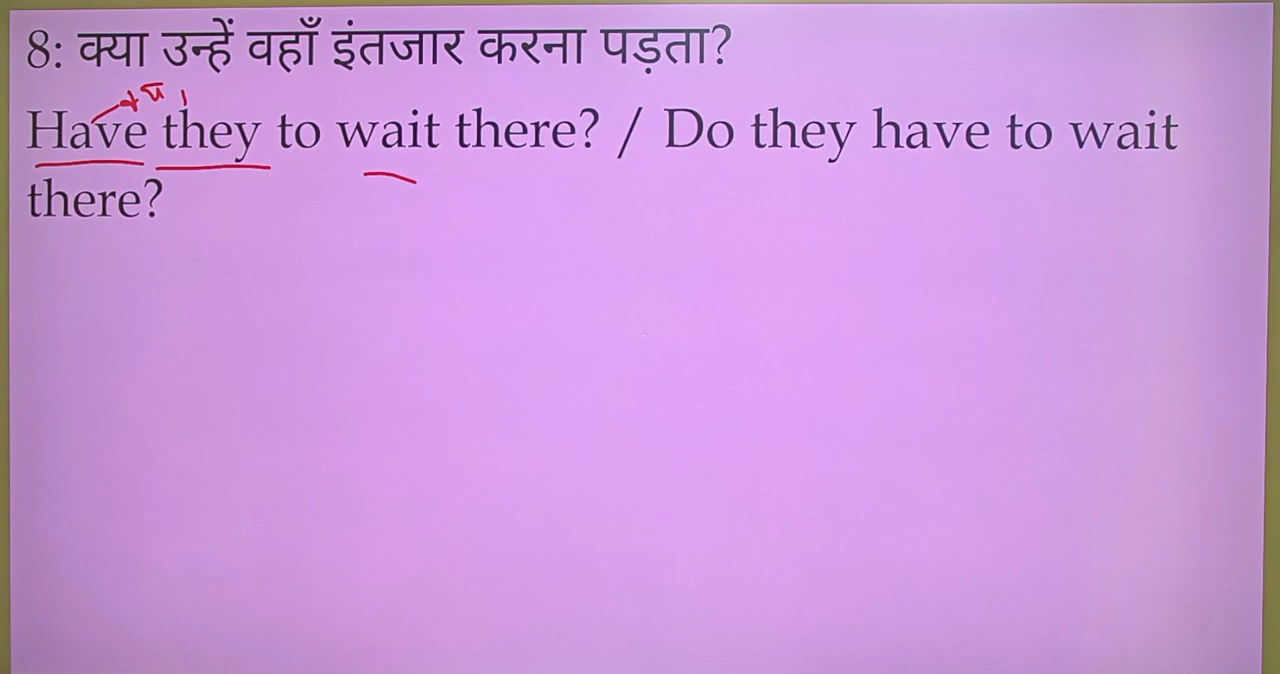 8: क्या उन्हें वहाँ इंतजार करना पड़ता?
Have they to wait there? / Do they have to wait
there?